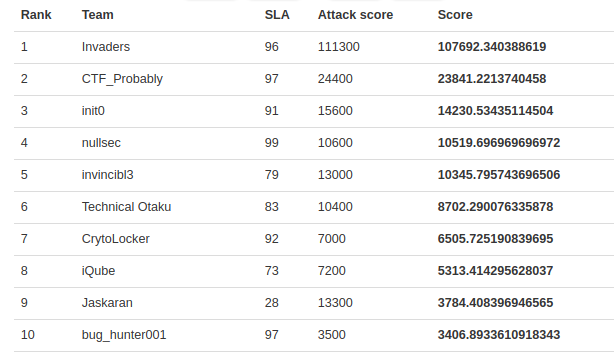 Rank Team SLA Attack score Score
1 Invaders 96 111300 107692.340388619
2 CTF_Probably 97 24400 23841.2213740458
3 init0 91 15600 14230.53435114504
4 nullsec 99 10600 10519.696969696972
5 invincibl3 79 13000 10345.795743696506
6 Technical Otaku 83 10400 8702.290076335878
7 CrytoLocker 92 7000 6505.725190839695
8 iQube 73 7200 5313.414295628037
9 Jaskaran 28 13300 3784.408396946565
10 bug_hunter001 97 3500 3406.8933610918343